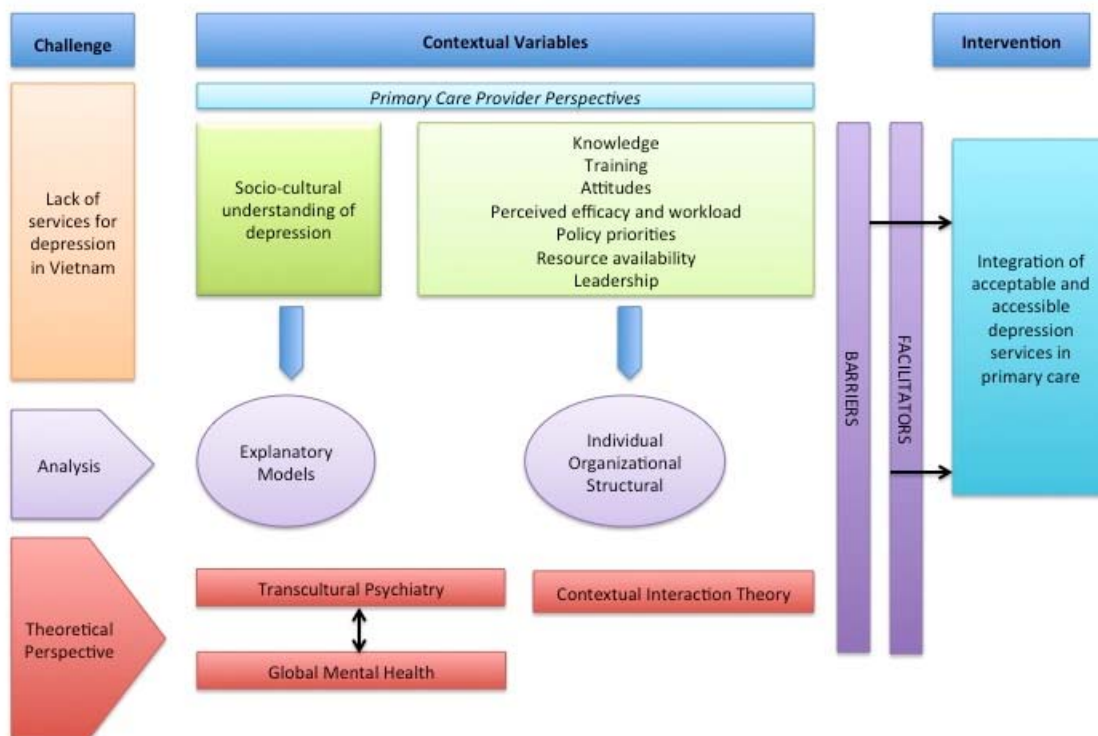 Challenge
Contextual Variables
Intervention
Primary Care Provider Perspectives
Lack of
services for
depression
in Vietnam
Socio-cultural
understanding of
depression
Knowledge
Training
Attitudes
Perceived efficacy and workload
Policy priorities
Resource availability
Leadership
BARRIERS
FACILITATORS
Integration of
acceptable and
accessible
depression
services in
primary care
Analysis
Explanatory
Models
Individual
Organizational
Structural
Theoretical
Perspective
Transcultural Psychiatry
Contextual Interaction Theory
Global Mental Health